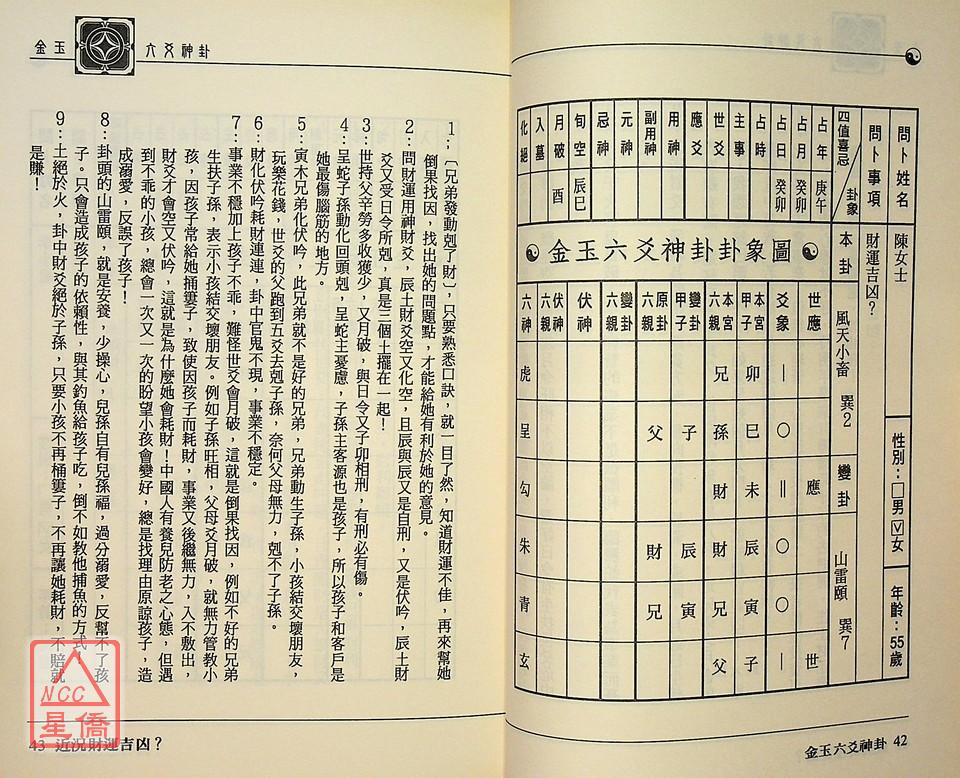 問卜姓名 陳女士 性別：□男 ☑女 年齡：55歲
問卜事項 財運吉凶？
四值喜忌 卦象 本卦 風天小畜 巽2 變卦 山雷頤 巽7
占年 庚午
占月 癸卯
占日 癸卯
占時
主事
世爻
應爻
用神
副用神
元神
忌神
旬空 辰巳
月破 酉
入墓
化絕
金玉六爻神卦卦象圖
世應 應 世
爻象 — ○ ‖ ○ ○ —
本宮甲子 卯 巳 未 辰 寅 子
本宮六親 兄 孫 財 財 兄 父
變卦甲子 子 辰 寅
原卦六親 父 財 兄
變卦六親
伏神
伏神六親
六神 虎 呈 勾 朱 青 玄
金玉六爻神卦 42
金玉 六爻神卦
1：〔兄弟發動剋了財〕，只要熟悉口訣，就一目了然，知道財運不佳，再來幫她
倒果找因，找出她的問題點，才能給她有利於她的意見。
2：問財運用神財爻，辰土財爻空又化空，且辰與辰又是自刑，又是伏吟，辰土財
爻又受日令所剋，真是三個土擺在一起！
3：世持父辛勞多收獲少，又月破，與日令又子卯相刑，有刑必有傷。
4：呈蛇子孫動化回頭剋，呈蛇主憂慮，子孫主客源也是孩子，所以孩子和客戶是
她最傷腦筋的地方。
5：寅木兄弟化伏吟，此兄弟就不是好的兄弟，兄弟動生子孫，小孩結交壞朋友，
玩樂花錢，世爻的父跑到五爻去剋子孫，奈何父母無力，剋不了子孫。
6：財化伏吟耗財連連，卦中官鬼不現，事業不穩定。
7：事業不穩加上孩子不乖，難怪世爻會月破，這就是倒果找因，例如不好的兄弟
生扶子孫，表示小孩結交壞朋友。例如子孫旺相，父母爻月破，就無力管教小
孩，因孩子常給她捅簍子，致使因孩子而耗財，事業又後繼無力，入不敷出，
財爻才會空又伏吟，這就是為什麼她會耗財！中國人有養兒防老之心態，但遇
到不乖的小孩，總會一次又一次的盼望小孩會變好，總是找理由原諒孩子，造
成溺愛，反誤了孩子！
8：卦頭的山雷頤，就是安養，少操心，兒孫自有兒孫福，過分溺愛，反幫不了孩
子。只會造成孩子的依賴性，與其釣魚給孩子吃，倒不如教他捕魚的方式！
9：土絕於火，卦中財爻絕於子孫，只要小孩不再桶簍子，不再讓她耗財，不賠就
是賺！
43 近況財運吉凶？
NCC
星僑